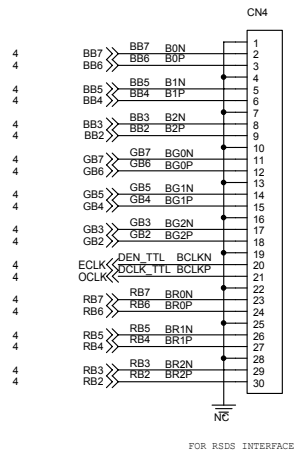 CN4
1
4 BB7 BB7 B0N 2
4 BB6 BB6 B0P 3
4
4 BB5 BB5 B1N 5
4 BB4 BB4 B1P 6
7
4 BB3 BB3 B2N 8
4 BB2 BB2 B2P 9
10
4 GB7 GB7 BG0N 11
4 GB6 GB6 BG0P 12
13
4 GB5 GB5 BG1N 14
4 GB4 GB4 BG1P 15
16
4 GB3 GB3 BG2N 17
4 GB2 GB2 BG2P 18
19
4 ECLK DEN_TTL BCLKN 20
4 OCLK DCLK_TTL BCLKP 21
22
4 RB7 RB7 BR0N 23
4 RB6 RB6 BR0P 24
25
4 RB5 RB5 BR1N 26
4 RB4 RB4 BR1P 27
28
4 RB3 RB3 BR2N 29
4 RB2 RB2 BR2P 30
NC
FOR RSDS INTERFACE